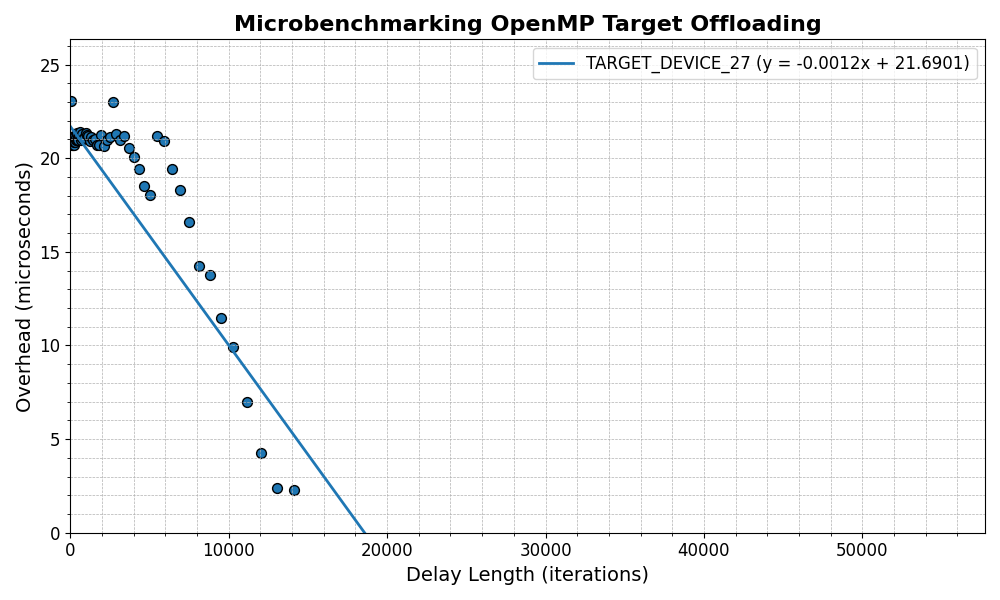 Microbenchmarking OpenMP Target Offloading
TARGET_DEVICE_27 (y = -0.0012x + 21.6901)
Overhead (microseconds)
25
20
15
10
5
0
0 10000 20000 30000 40000 50000
Delay Length (iterations)